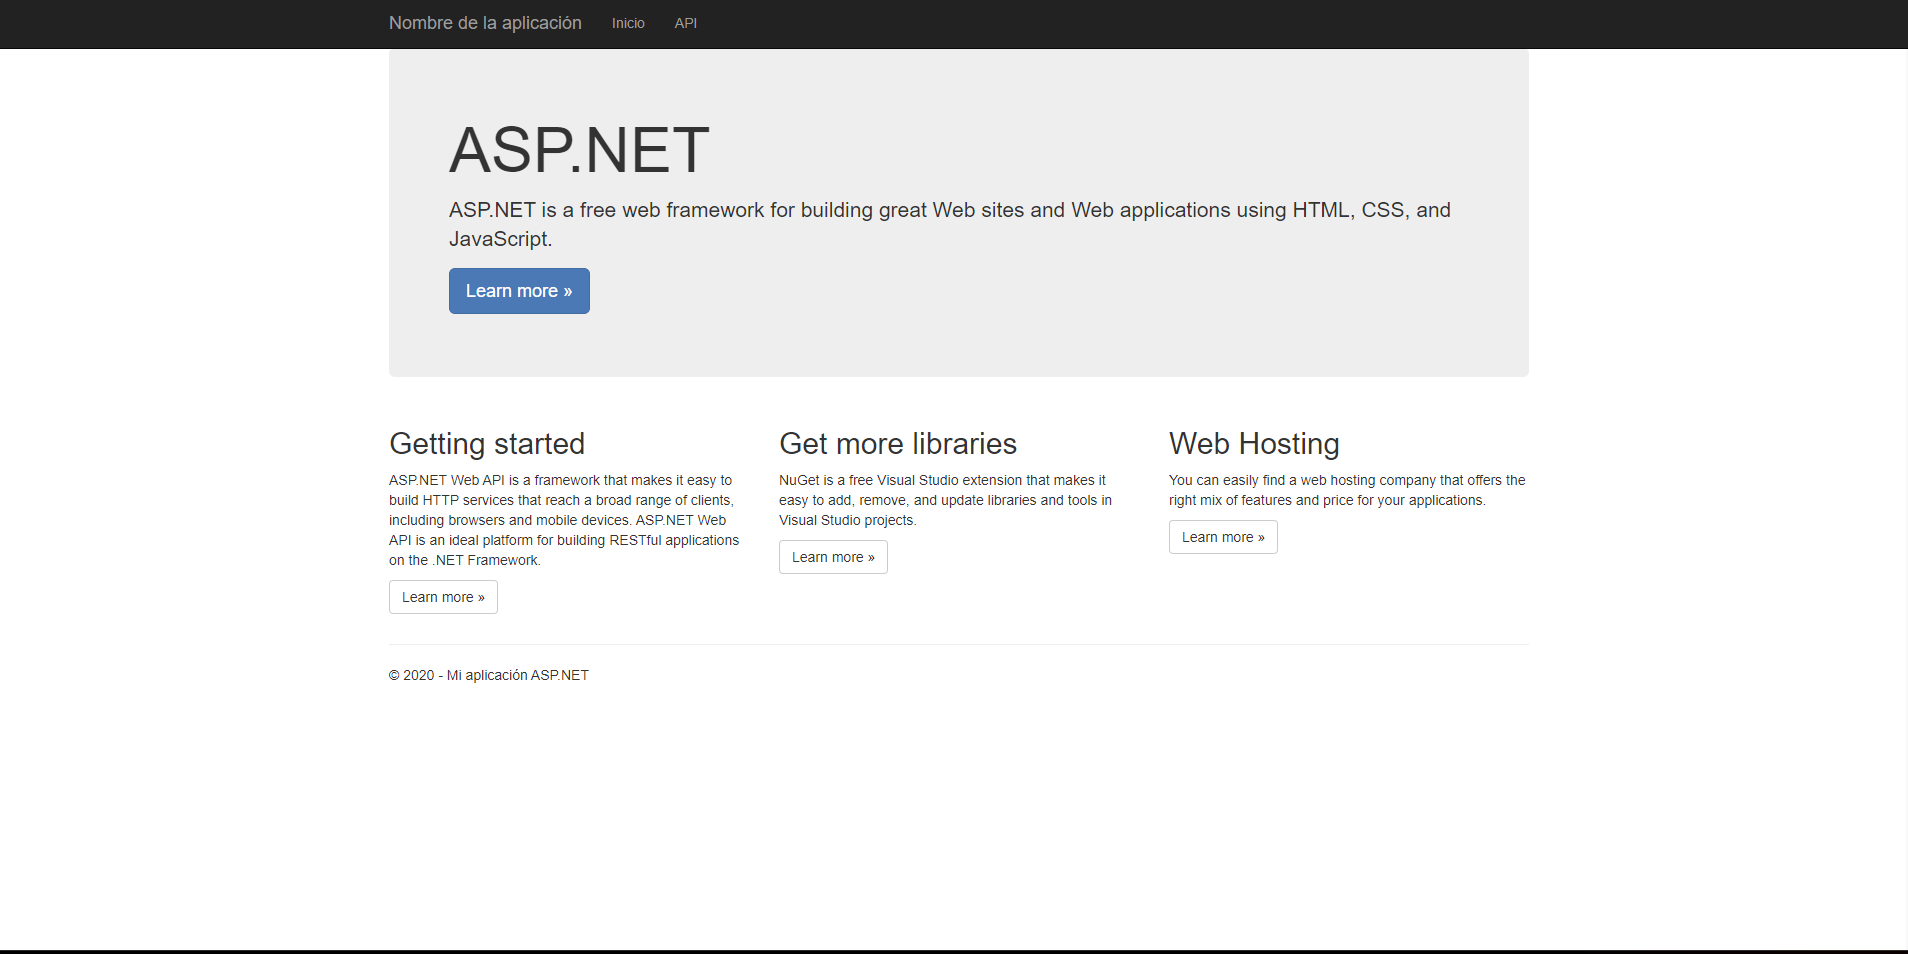 Nombre de la aplicación Inicio API
ASP.NET
ASP.NET is a free web framework for building great Web sites and Web applications using HTML, CSS, and
JavaScript.
Learn more »
Getting started
ASP.NET Web API is a framework that makes it easy to
build HTTP services that reach a broad range of clients,
including browsers and mobile devices. ASP.NET Web
API is an ideal platform for building RESTful applications
on the .NET Framework.
Learn more »
Get more libraries
NuGet is a free Visual Studio extension that makes it
easy to add, remove, and update libraries and tools in
Visual Studio projects.
Learn more »
Web Hosting
You can easily find a web hosting company that offers the
right mix of features and price for your applications.
Learn more »
© 2020 - Mi aplicación ASP.NET